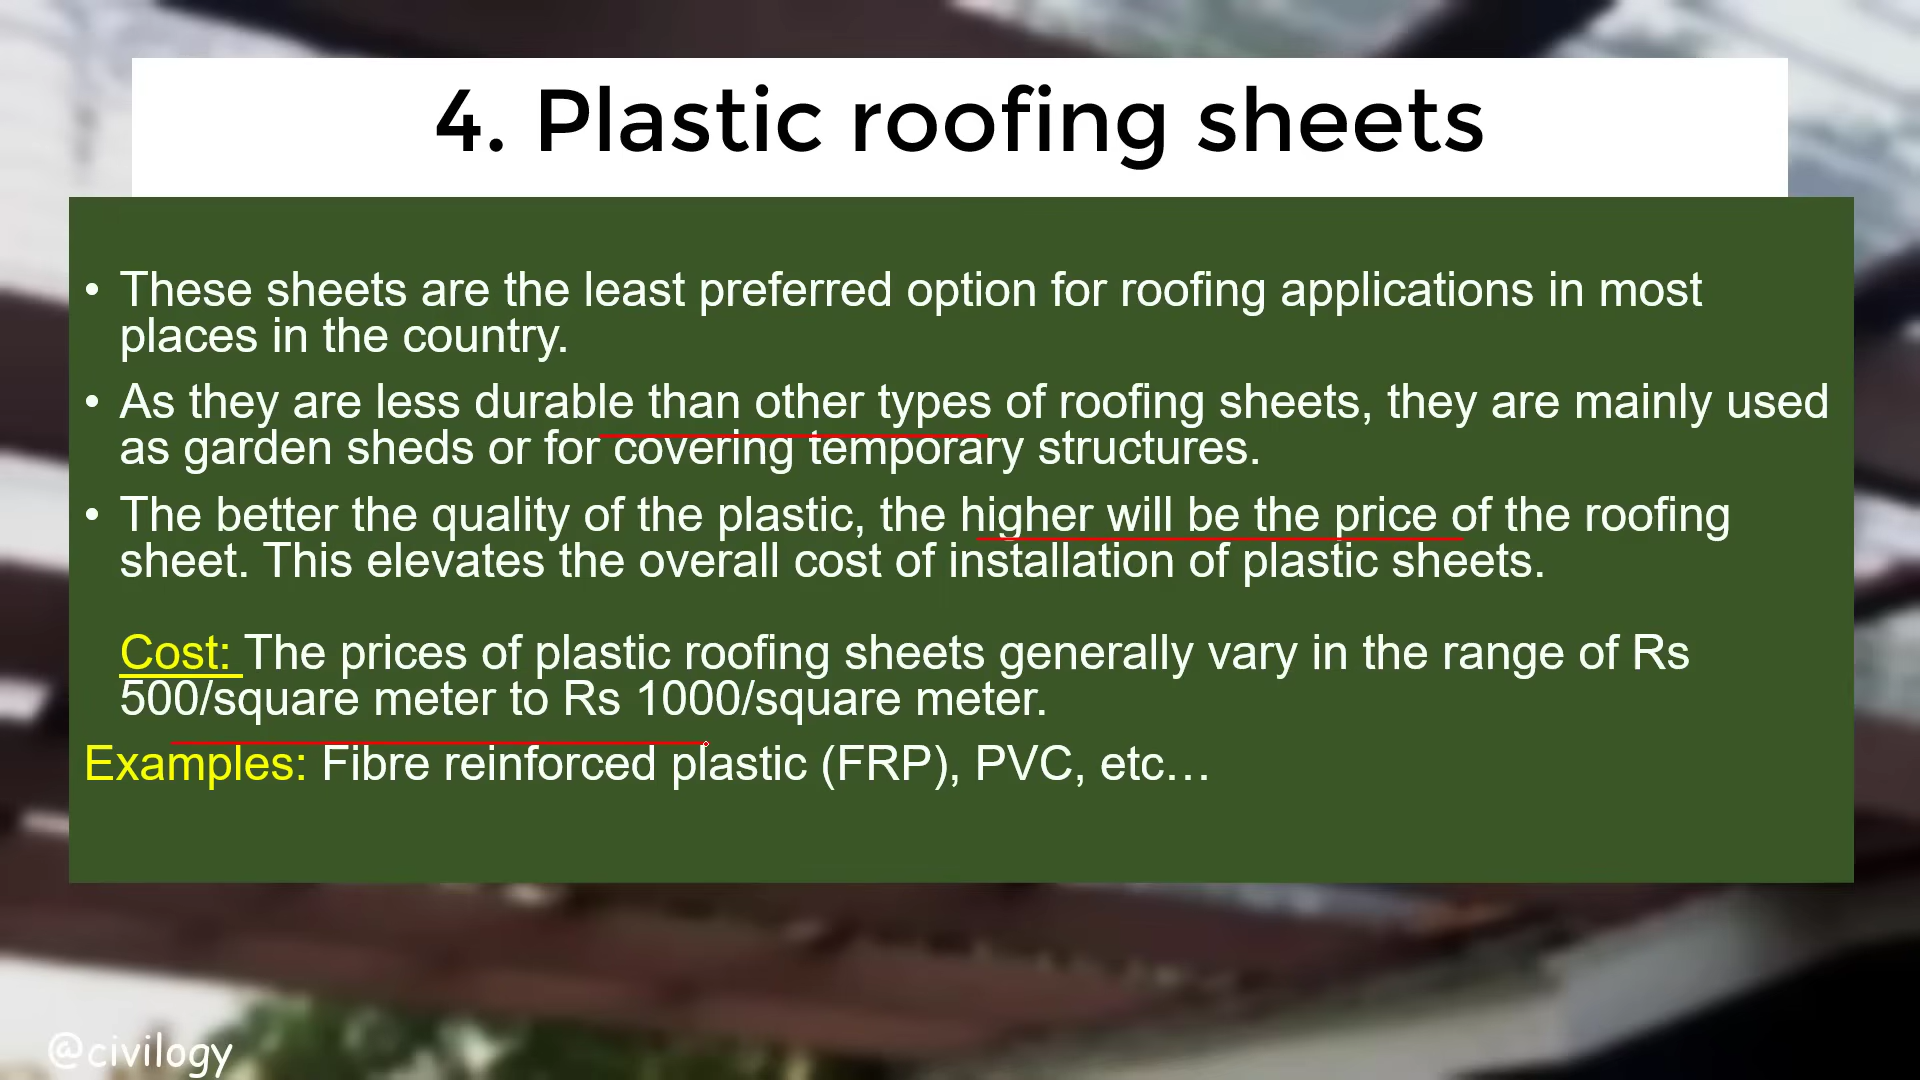 4. Plastic roofing sheets
• These sheets are the least preferred option for roofing applications in most
places in the country.
• As they are less durable than other types of roofing sheets, they are mainly used
as garden sheds or for covering temporary structures.
• The better the quality of the plastic, the higher will be the price of the roofing
sheet. This elevates the overall cost of installation of plastic sheets.
Cost: The prices of plastic roofing sheets generally vary in the range of Rs
500/square meter to Rs 1000/square meter.
Examples: Fibre reinforced plastic (FRP), PVC, etc…
@civilogy